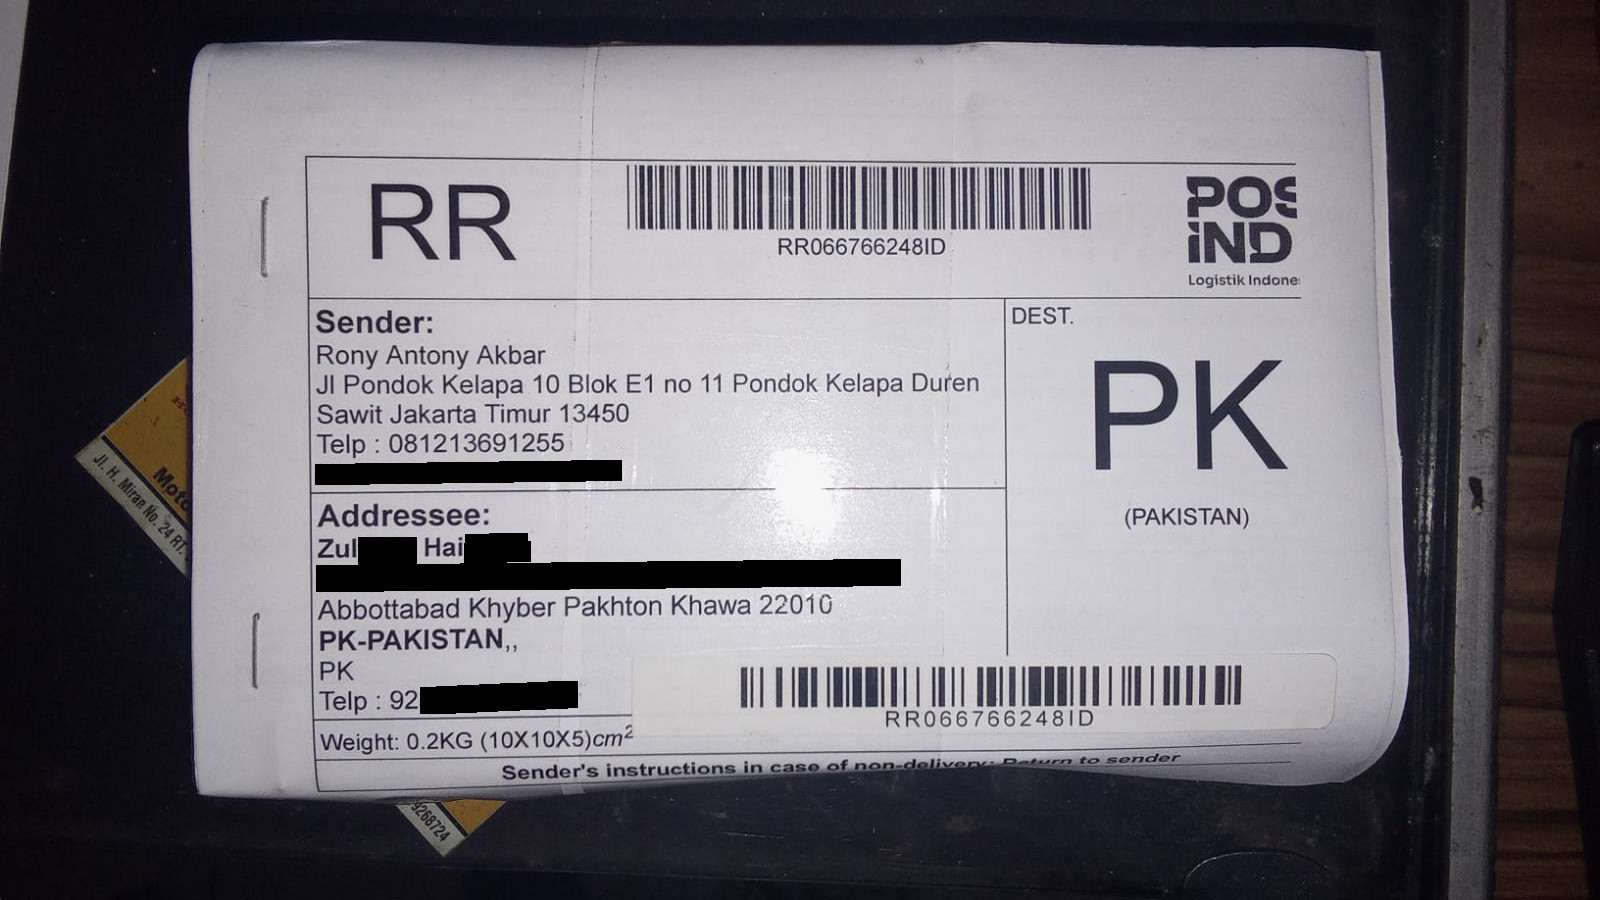 RR
RR066766248ID
POS
IND
Logistik Indone
Sender:
Rony Antony Akbar
Jl Pondok Kelapa 10 Blok E1 no 11 Pondok Kelapa Duren
Sawit Jakarta Timur 13450
Telp : 081213691255
DEST.
PK
(PAKISTAN)
Addressee:
Zul Hai
Abbottabad Khyber Pakhton Khawa 22010
PK-PAKISTAN,,
PK
Telp : 92
RR066766248ID
Weight: 0.2KG (10X10X5)cm²
Sender's instructions in case of non-delivery: Return to sender
Moto
Jl. H. Miran No. 24 RT.
9268724